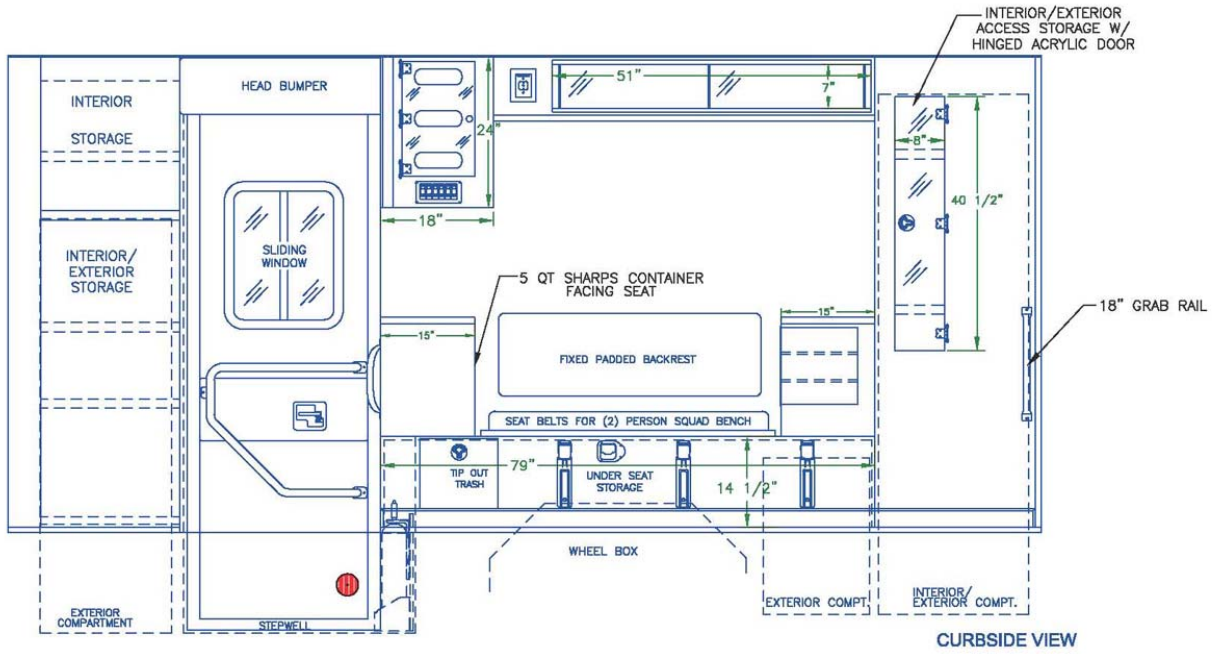 INTERIOR/EXTERIOR
ACCESS STORAGE W/
HINGED ACRYLIC DOOR
HEAD BUMPER
INTERIOR
STORAGE
51"
7"
24"
8"
18"
40 1/2"
SLIDING
WINDOW
INTERIOR/
EXTERIOR
STORAGE
5 QT SHARPS CONTAINER
FACING SEAT
18" GRAB RAIL
15"
15"
FIXED PADDED BACKREST
SEAT BELTS FOR (2) PERSON SQUAD BENCH
79"
TIP OUT
TRASH
UNDER SEAT
STORAGE
14 1/2"
WHEEL BOX
EXTERIOR
COMPARTMENT
STEPWELL
EXTERIOR COMPT.
INTERIOR/
EXTERIOR COMPT.
CURBSIDE VIEW